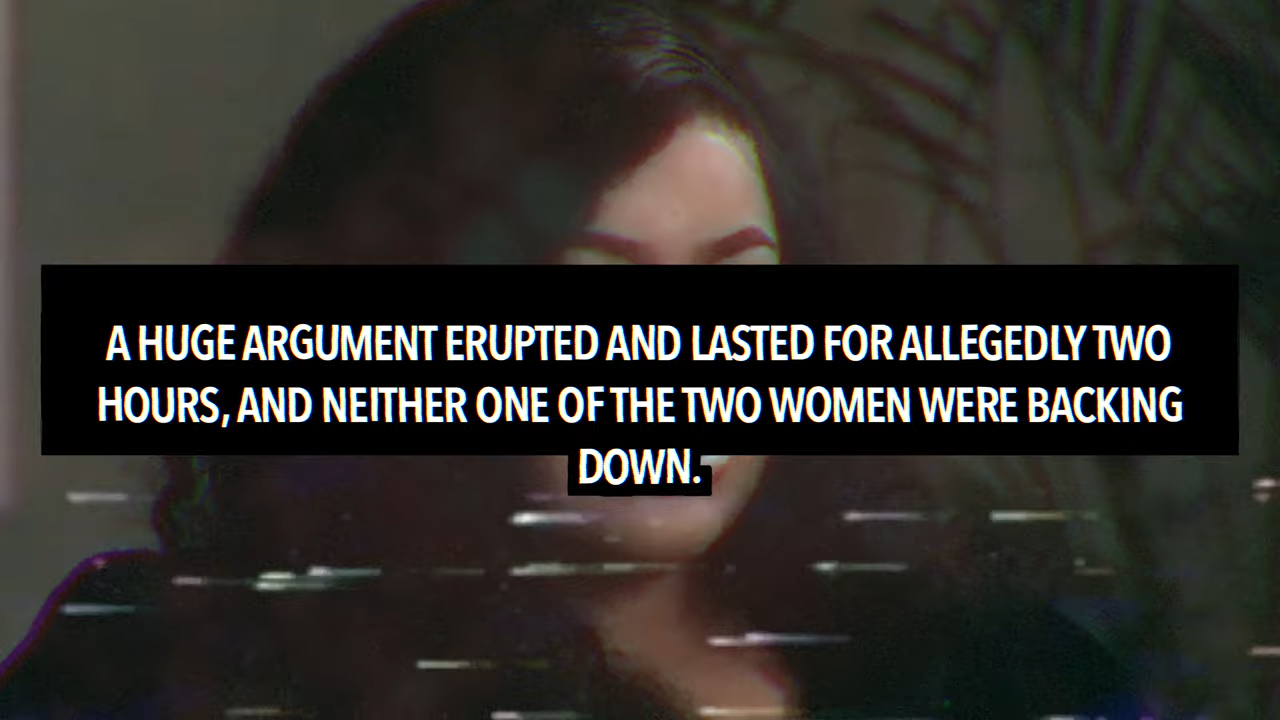 A HUGE ARGUMENT ERUPTED AND LASTED FOR ALLEGEDLY TWO
HOURS, AND NEITHER ONE OF THE TWO WOMEN WERE BACKING
DOWN.